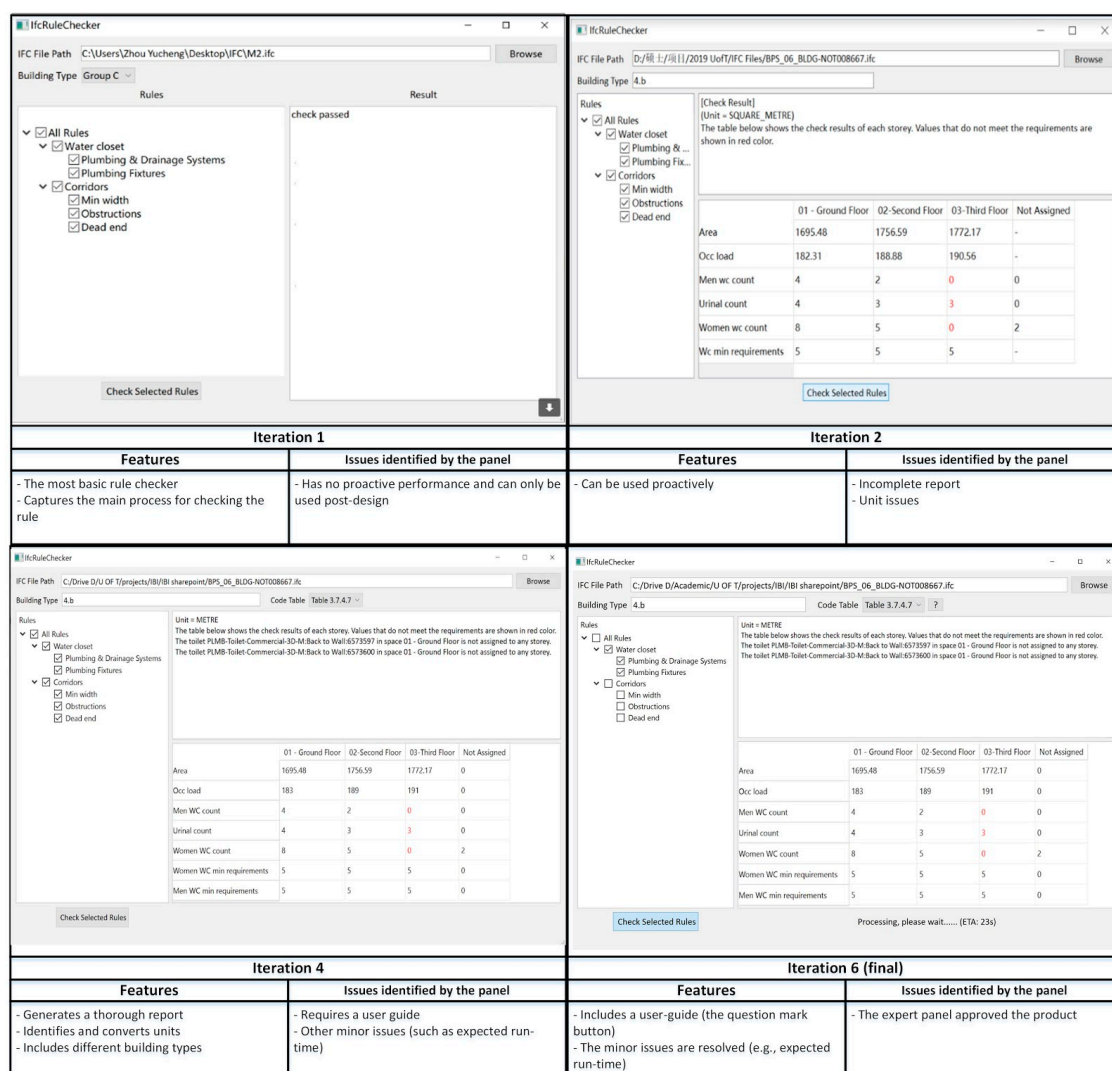 IfcRuleChecker
IFC File Path C:\Users\Zhou Yucheng\Desktop\IFC\M2.ifc Browse
Building Type Group C
Rules Result
All Rules
Water closet
Plumbing & Drainage Systems
Plumbing Fixtures
Corridors
Min width
Obstructions
Dead end
check passed
Check Selected Rules
Iteration 1
Features Issues identified by the panel
- The most basic rule checker
- Captures the main process for checking the
rule
- Has no proactive performance and can only be
used post-design
IfcRuleChecker
IFC File Path D:/硕士/项目/2019 UofT/IFC Files/BPS_06_BLDG-NOT008667.ifc Browse
Building Type 4.b
Rules
All Rules
Water closet
Plumbing & ...
Plumbing Fix...
Corridors
Min width
Obstructions
Dead end
[Check Result]
(Unit = SQUARE_METRE)
The table below shows the check results of each storey. Values that do not meet the requirements are
shown in red color.
01 - Ground Floor 02-Second Floor 03-Third Floor Not Assigned
Area 1695.48 1756.59 1772.17 -
Occ load 182.31 188.88 190.56 -
Men wc count 4 2 0 0
Urinal count 4 3 3 0
Women wc count 8 5 0 2
Wc min requirements 5 5 5 -
Check Selected Rules
Iteration 2
Features Issues identified by the panel
- Can be used proactively
- Incomplete report
- Unit issues
IfcRuleChecker
IFC File Path C:/Drive D/U OF T/projects/IBI/IBI sharepoint/BPS_06_BLDG-NOT008667.ifc Browse
Building Type 4.b Code Table Table 3.7.4.7
Rules
All Rules
Water closet
Plumbing & Drainage Systems
Plumbing Fixtures
Corridors
Min width
Obstructions
Dead end
Unit = METRE
The table below shows the check results of each storey. Values that do not meet the requirements are shown in red color.
The toilet PLMB-Toilet-Commercial-3D-M:Back to Wall:6573597 in space 01 - Ground Floor is not assigned to any storey.
The toilet PLMB-Toilet-Commercial-3D-M:Back to Wall:6573600 in space 01 - Ground Floor is not assigned to any storey.
01 - Ground Floor 02-Second Floor 03-Third Floor Not Assigned
Area 1695.48 1756.59 1772.17 0
Occ load 183 189 191 0
Men WC count 4 2 0 0
Urinal count 4 3 3 0
Women WC count 8 5 0 2
Women WC min requirements 5 5 5 0
Men WC min requirements 5 5 5 0
Check Selected Rules
Iteration 4
Features Issues identified by the panel
- Generates a thorough report
- Identifies and converts units
- Includes different building types
- Requires a user guide
- Other minor issues (such as expected run-
time)
IfcRuleChecker
IFC File Path C:/Drive D/Academic/U OF T/projects/IBI/IBI sharepoint/BPS_06_BLDG-NOT008667.ifc Browse
Building Type 4.b Code Table Table 3.7.4.7 ?
Rules
All Rules
Water closet
Plumbing & Drainage Systems
Plumbing Fixtures
Corridors
Min width
Obstructions
Dead end
Unit = METRE
The table below shows the check results of each storey. Values that do not meet the requirements are shown in red color.
The toilet PLMB-Toilet-Commercial-3D-M:Back to Wall:6573597 in space 01 - Ground Floor is not assigned to any storey.
The toilet PLMB-Toilet-Commercial-3D-M:Back to Wall:6573600 in space 01 - Ground Floor is not assigned to any storey.
01 - Ground Floor 02-Second Floor 03-Third Floor Not Assigned
Area 1695.48 1756.59 1772.17 0
Occ load 183 189 191 0
Men WC count 4 2 0 0
Urinal count 4 3 3 0
Women WC count 8 5 0 2
Women WC min requirements 5 5 5 0
Men WC min requirements 5 5 5 0
Check Selected Rules Processing, please wait...... (ETA: 23s)
Iteration 6 (final)
Features Issues identified by the panel
- Includes a user-guide (the question mark
button)
- The minor issues are resolved (e.g., expected
run-time)
- The expert panel approved the product